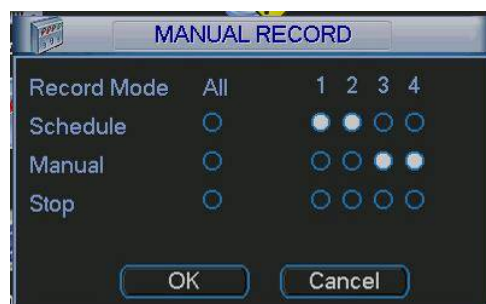 MANUAL RECORD
Record Mode All 1 2 3 4
Schedule
Manual
Stop
OK Cancel